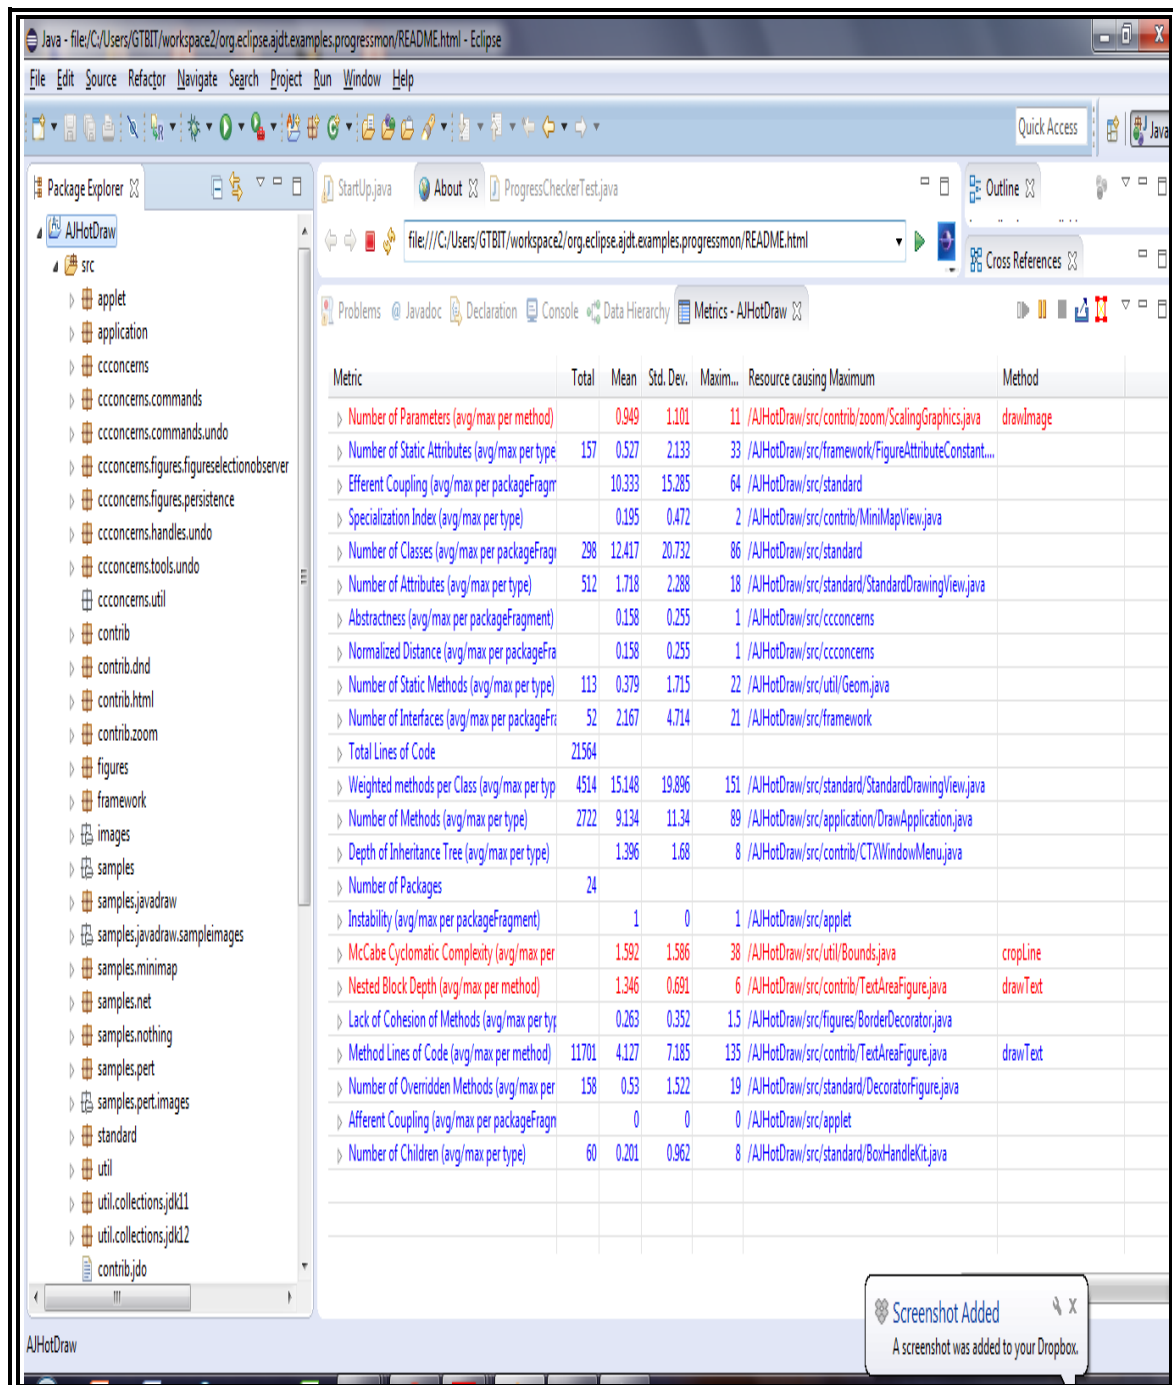 Java - file:/C:/Users/GTBIT/workspace2/org.eclipse.ajdt.examples.progressmon/README.html - Eclipse
File Edit Source Refactor Navigate Search Project Run Window Help
Quick Access
Java
Package Explorer
AJHotDraw
src
applet
application
ccconcerns
ccconcerns.commands
ccconcerns.commands.undo
ccconcerns.figures.figureselectionobserver
ccconcerns.figures.persistence
ccconcerns.handles.undo
ccconcerns.tools.undo
ccconcerns.util
contrib
contrib.dnd
contrib.html
contrib.zoom
figures
framework
images
samples
samples.javadraw
samples.javadraw.sampleimages
samples.minimap
samples.net
samples.nothing
samples.pert
samples.pert.images
standard
util
util.collections.jdk11
util.collections.jdk12
contrib.jdo
StartUp.java About ProgressCheckerTest.java
file:///C:/Users/GTBIT/workspace2/org.eclipse.ajdt.examples.progressmon/README.html
Outline
Cross References
Problems @ Javadoc Declaration Console Data Hierarchy Metrics - AJHotDraw
Metric Total Mean Std. Dev. Maxim... Resource causing Maximum Method
Number of Parameters (avg/max per method) 0.949 1.101 11 /AJHotDraw/src/contrib/zoom/ScalingGraphics.java drawImage
Number of Static Attributes (avg/max per type 157 0.527 2.133 33 /AJHotDraw/src/framework/FigureAttributeConstant....
Efferent Coupling (avg/max per packageFragm 10.333 15.285 64 /AJHotDraw/src/standard
Specialization Index (avg/max per type) 0.195 0.472 2 /AJHotDraw/src/contrib/MiniMapView.java
Number of Classes (avg/max per packageFragr 298 12.417 20.732 86 /AJHotDraw/src/standard
Number of Attributes (avg/max per type) 512 1.718 2.288 18 /AJHotDraw/src/standard/StandardDrawingView.java
Abstractness (avg/max per packageFragment) 0.158 0.255 1 /AJHotDraw/src/ccconcerns
Normalized Distance (avg/max per packageFra 0.158 0.255 1 /AJHotDraw/src/ccconcerns
Number of Static Methods (avg/max per type) 113 0.379 1.715 22 /AJHotDraw/src/util/Geom.java
Number of Interfaces (avg/max per packageFra 52 2.167 4.714 21 /AJHotDraw/src/framework
Total Lines of Code 21564
Weighted methods per Class (avg/max per typ 4514 15.148 19.896 151 /AJHotDraw/src/standard/StandardDrawingView.java
Number of Methods (avg/max per type) 2722 9.134 11.34 89 /AJHotDraw/src/application/DrawApplication.java
Depth of Inheritance Tree (avg/max per type) 1.396 1.68 8 /AJHotDraw/src/contrib/CTXWindowMenu.java
Number of Packages 24
Instability (avg/max per packageFragment) 1 0 1 /AJHotDraw/src/applet
McCabe Cyclomatic Complexity (avg/max per 1.592 1.586 38 /AJHotDraw/src/util/Bounds.java cropLine
Nested Block Depth (avg/max per method) 1.346 0.691 6 /AJHotDraw/src/contrib/TextAreaFigure.java drawText
Lack of Cohesion of Methods (avg/max per typ 0.263 0.352 1.5 /AJHotDraw/src/figures/BorderDecorator.java
Method Lines of Code (avg/max per method) 11701 4.127 7.185 135 /AJHotDraw/src/contrib/TextAreaFigure.java drawText
Number of Overridden Methods (avg/max per 158 0.53 1.522 19 /AJHotDraw/src/standard/DecoratorFigure.java
Afferent Coupling (avg/max per packageFragn 0 0 0 /AJHotDraw/src/applet
Number of Children (avg/max per type) 60 0.201 0.962 8 /AJHotDraw/src/standard/BoxHandleKit.java
Screenshot Added
A screenshot was added to your Dropbox.
AJHotDraw